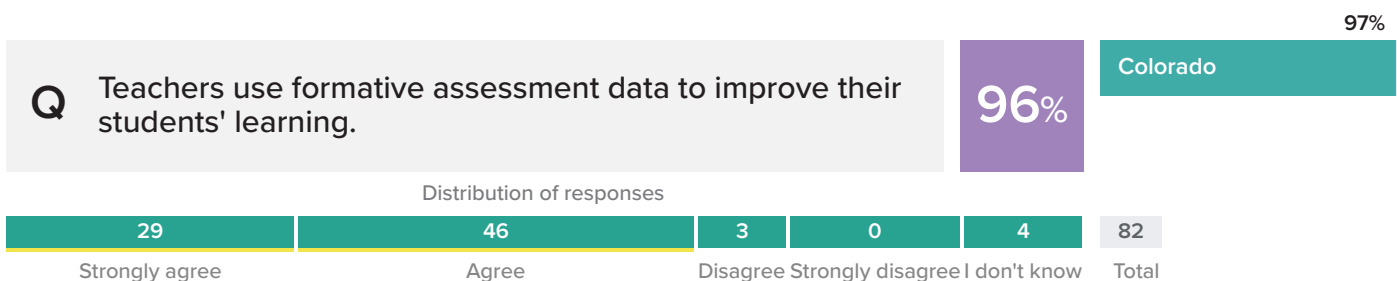 97%
Q
Teachers use formative assessment data to improve their
students' learning.
96%
Colorado
Distribution of responses
29 46 3 0 4 82
Strongly agree Agree Disagree Strongly disagree I don't know Total